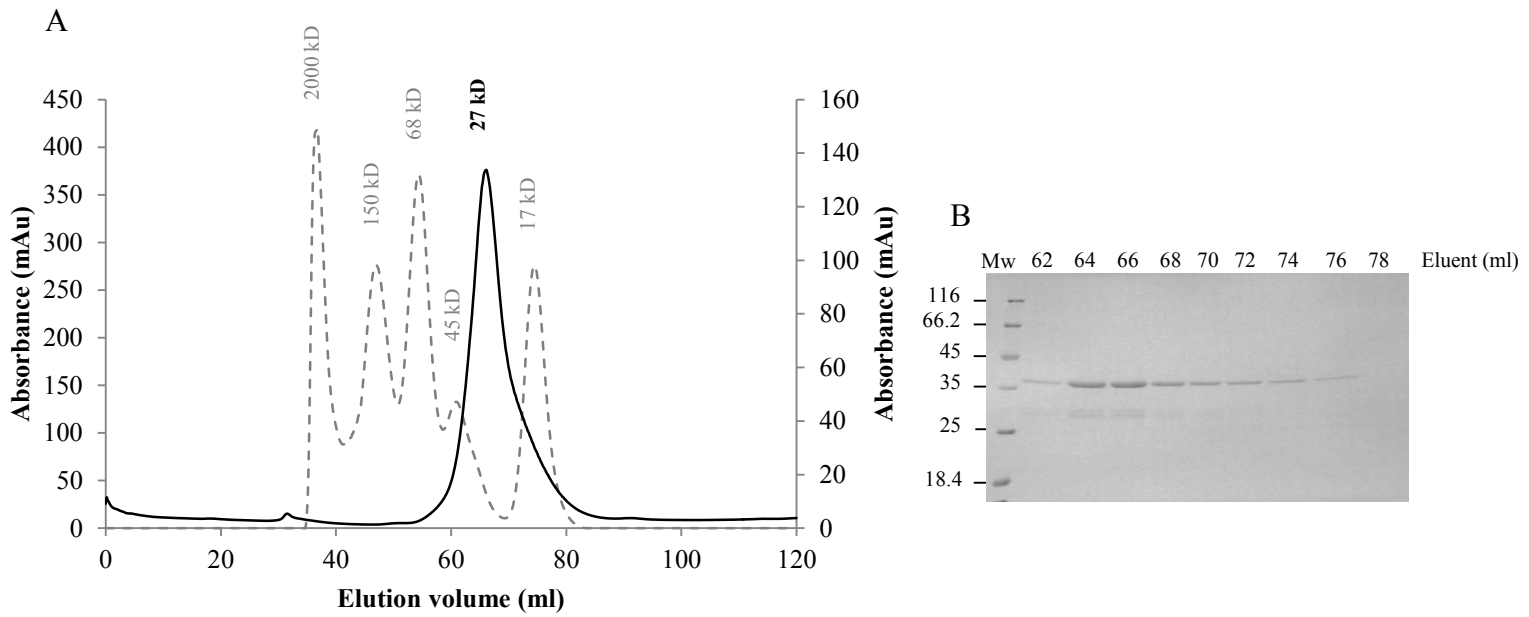 A
2000 kD
150 kD
68 kD
45 kD
27 kD
17 kD
450
400
350
300
250
200
150
100
50
0
Absorbance (mAu)
160
140
120
100
80
60
40
20
0
Absorbance (mAu)
0 20 40 60 80 100 120
Elution volume (ml)
B
Mw 62 64 66 68 70 72 74 76 78 Eluent (ml)
116
66.2
45
35
25
18.4